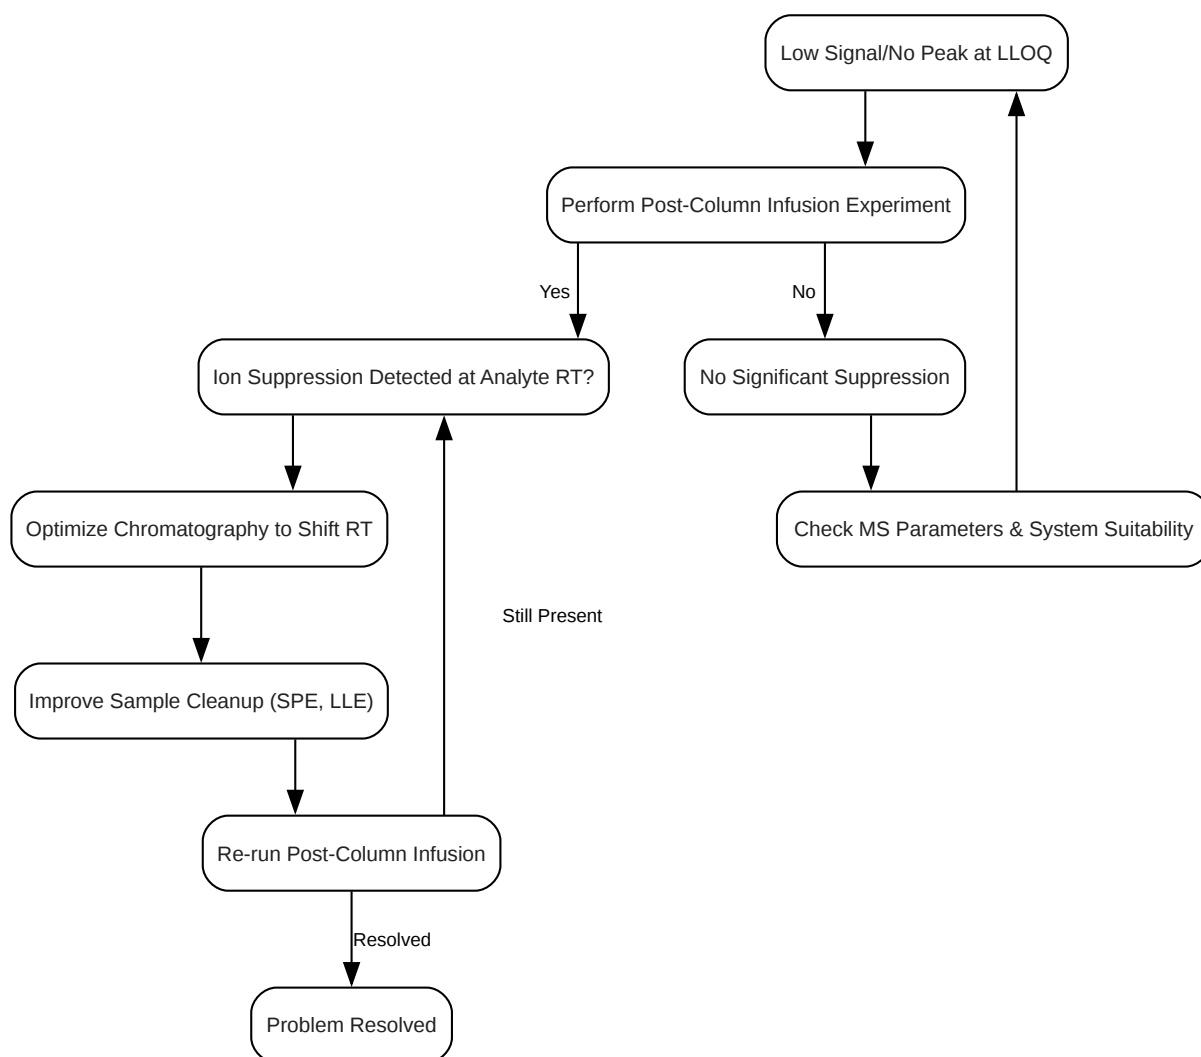 Low Signal/No Peak at LLOQ
Perform Post-Column Infusion Experiment
Yes
No
Ion Suppression Detected at Analyte RT?
No Significant Suppression
Optimize Chromatography to Shift RT
Check MS Parameters & System Suitability
Still Present
Improve Sample Cleanup (SPE, LLE)
Re-run Post-Column Infusion
Resolved
Problem Resolved